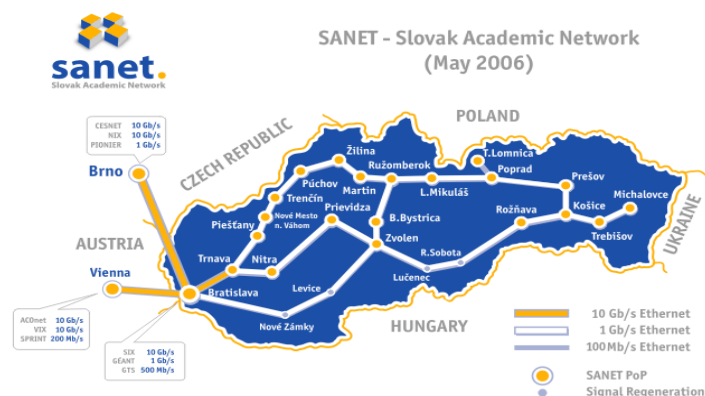 sanet.
Slovak Academic Network
SANET - Slovak Academic Network
(May 2006)
CESNET 10 Gb/s
NIX 10 Gb/s
PIONIER 1 Gb/s
Brno
CZECH REPUBLIC
POLAND
AUSTRIA
HUNGARY
UKRAINE
Žilina
Ružomberok
T.Lomnica
Poprad
Prešov
Púchov
Martin
L.Mikuláš
Michalovce
Trenčín
Prievidza
Rožňava
Košice
Nové Mesto
n. Váhom
B.Bystrica
Piešťany
Zvolen
Trebišov
Trnava
Nitra
R.Sobota
Lučenec
Vienna
Bratislava
Levice
Nové Zámky
ACOnet 10 Gb/s
VIX 10 Gb/s
SPRINT 200 Mb/s
SIX 10 Gb/s
GÉANT 1 Gb/s
GTS 500 Mb/s
10 Gb/s Ethernet
1 Gb/s Ethernet
100Mb/s Ethernet
SANET PoP
Signal Regeneration